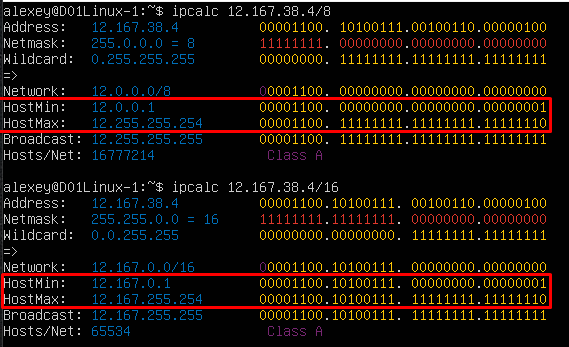 alexey@D01Linux-1:~$ ipcalc 12.167.38.4/8
Address: 12.167.38.4 00001100. 10100111.00100110.00000100
Netmask: 255.0.0.0 = 8 11111111. 00000000.00000000.00000000
Wildcard: 0.255.255.255 00000000. 11111111.11111111.11111111
=>
Network: 12.0.0.0/8 00001100. 00000000.00000000.00000000
HostMin: 12.0.0.1 00001100. 00000000.00000000.00000001
HostMax: 12.255.255.254 00001100. 11111111.11111111.11111110
Broadcast: 12.255.255.255 00001100. 11111111.11111111.11111111
Hosts/Net: 16777214 Class A
alexey@D01Linux-1:~$ ipcalc 12.167.38.4/16
Address: 12.167.38.4 00001100.10100111. 00100110.00000100
Netmask: 255.255.0.0 = 16 11111111.11111111. 00000000.00000000
Wildcard: 0.0.255.255 00000000.00000000. 11111111.11111111
=>
Network: 12.167.0.0/16 00001100.10100111. 00000000.00000000
HostMin: 12.167.0.1 00001100.10100111. 00000000.00000001
HostMax: 12.167.255.254 00001100.10100111. 11111111.11111110
Broadcast: 12.167.255.255 00001100.10100111. 11111111.11111111
Hosts/Net: 65534 Class A